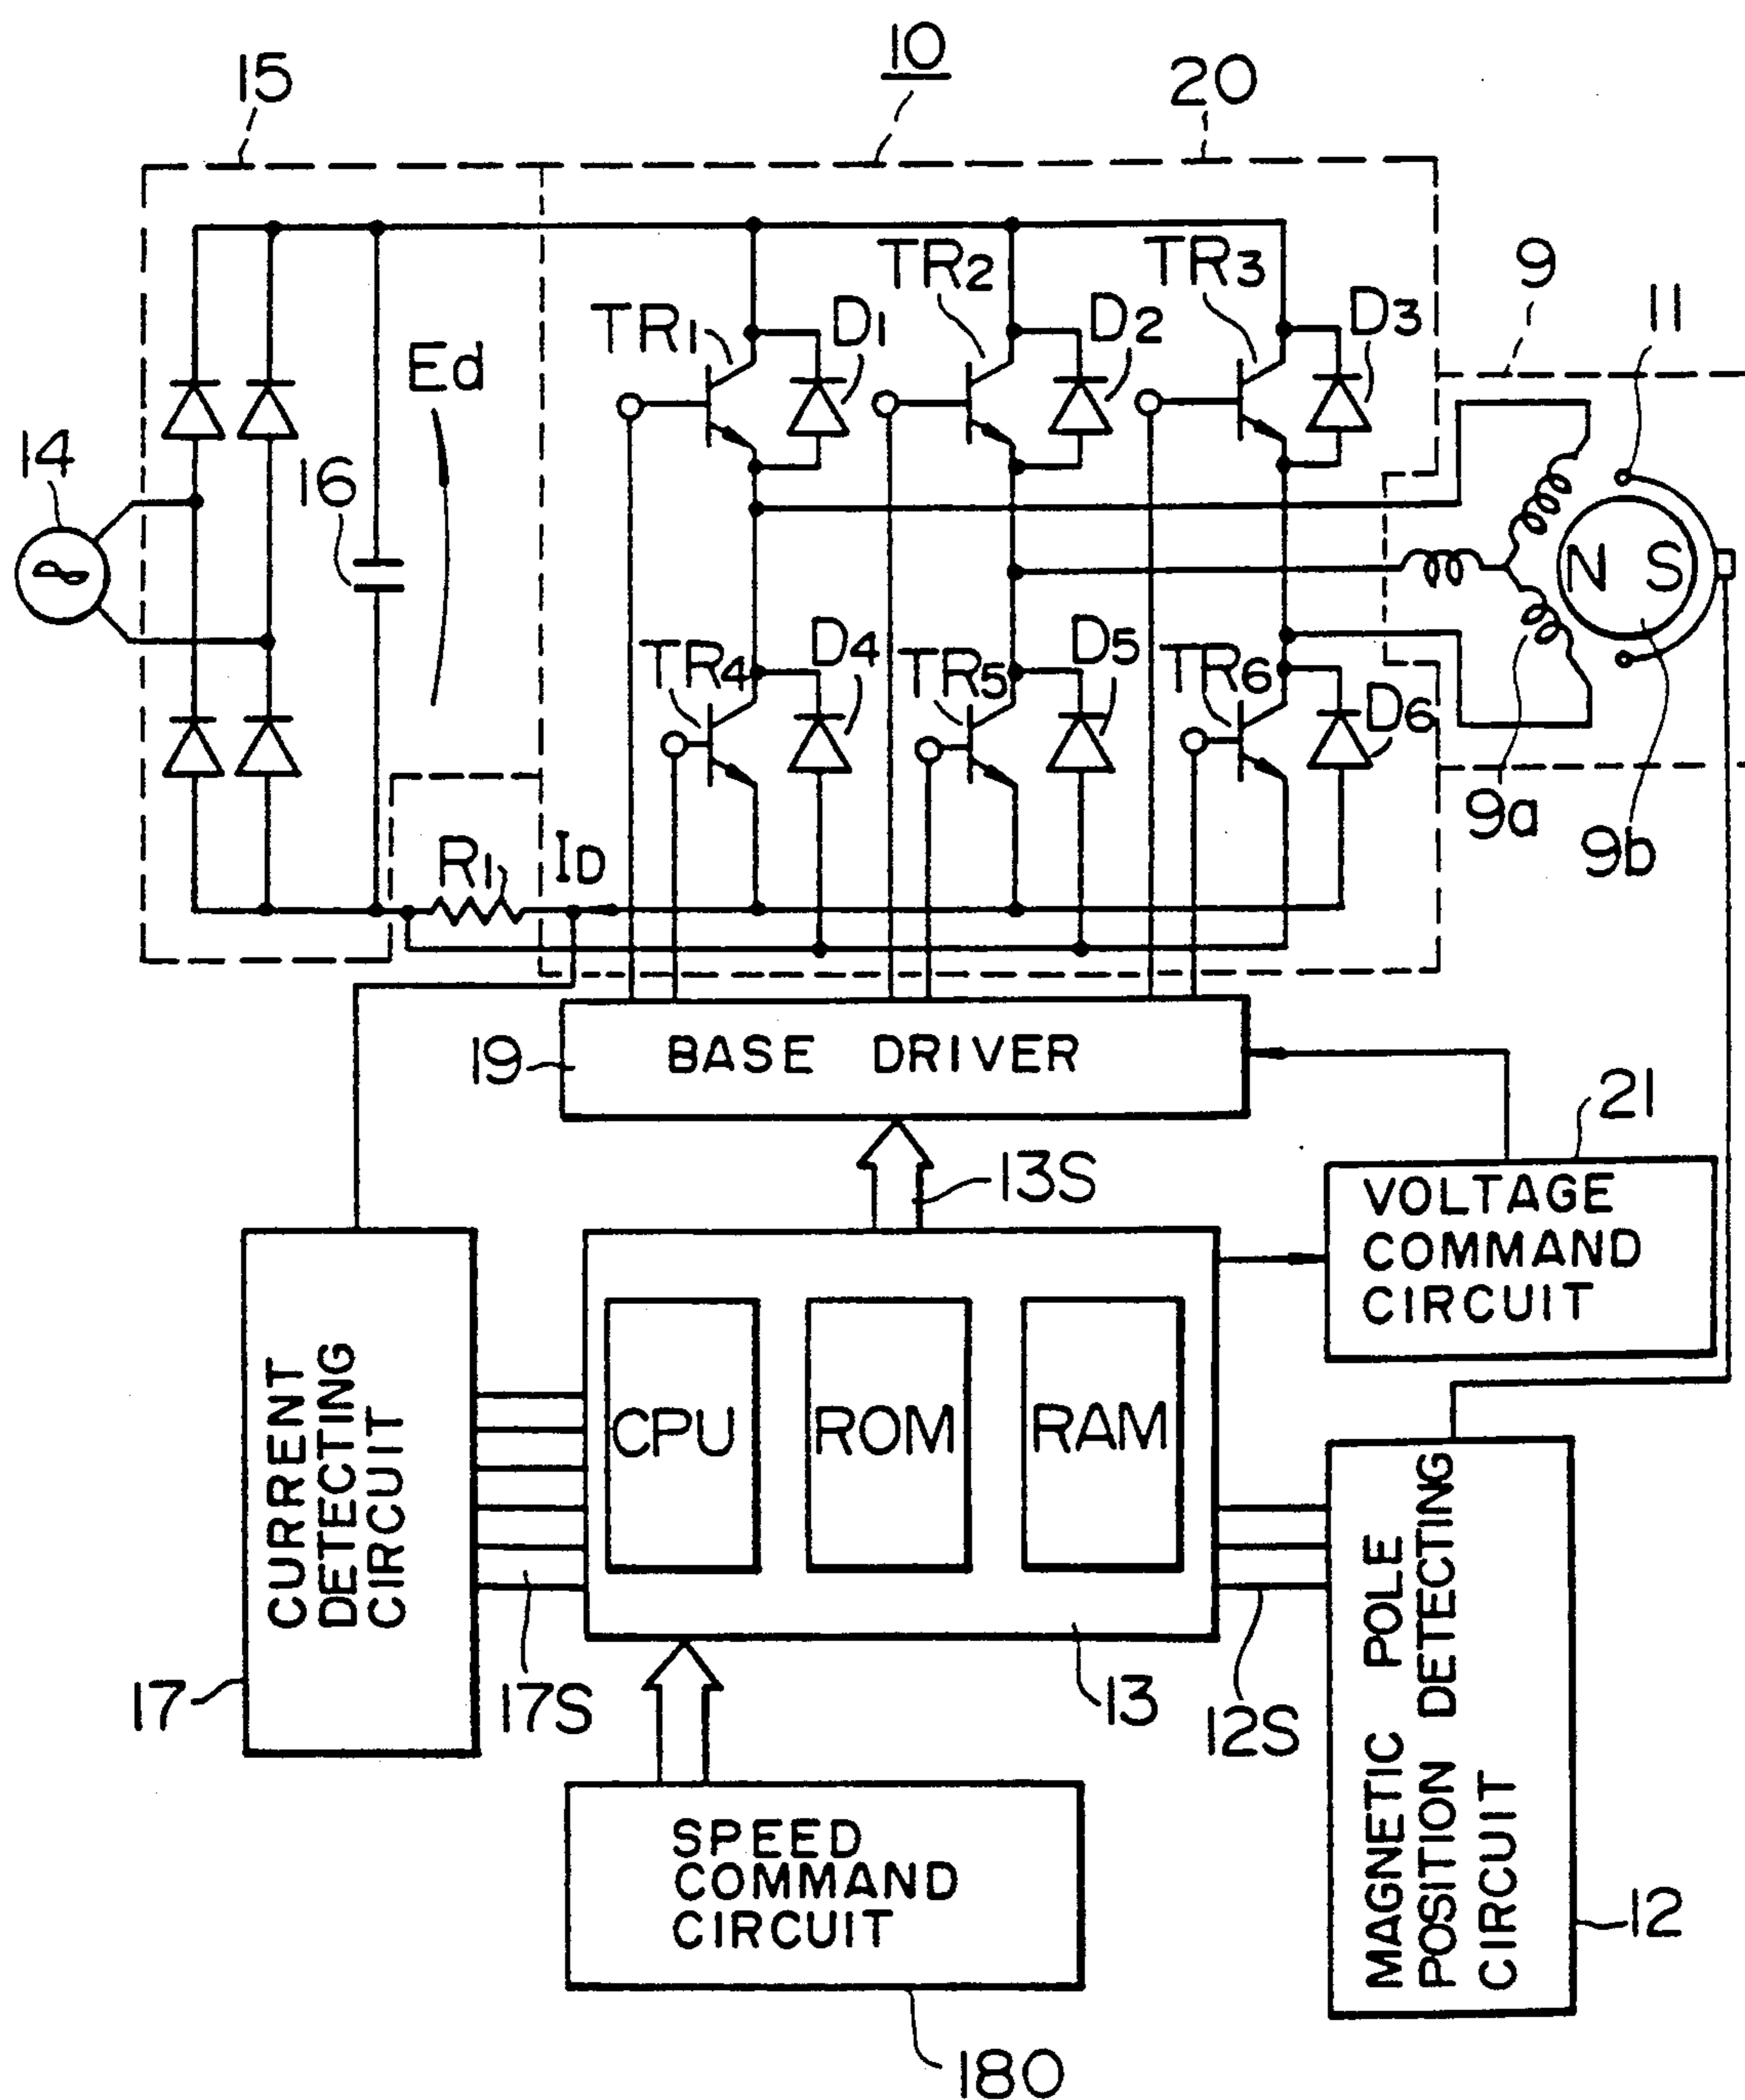 10
15
20
TR1
D1
TR2
D2
TR3
D3
9
11
Ed
14
16
N S
TR4
D4
TR5
D5
TR6
D6
9a
9b
R1
ID
19
BASE DRIVER
21
13S
VOLTAGE
COMMAND
CIRCUIT
CURRENT
DETECTING
CIRCUIT
CPU
ROM
RAM
MAGNETIC POLE
POSITION DETECTING
CIRCUIT
17
17S
13
12S
12
SPEED
COMMAND
CIRCUIT
180